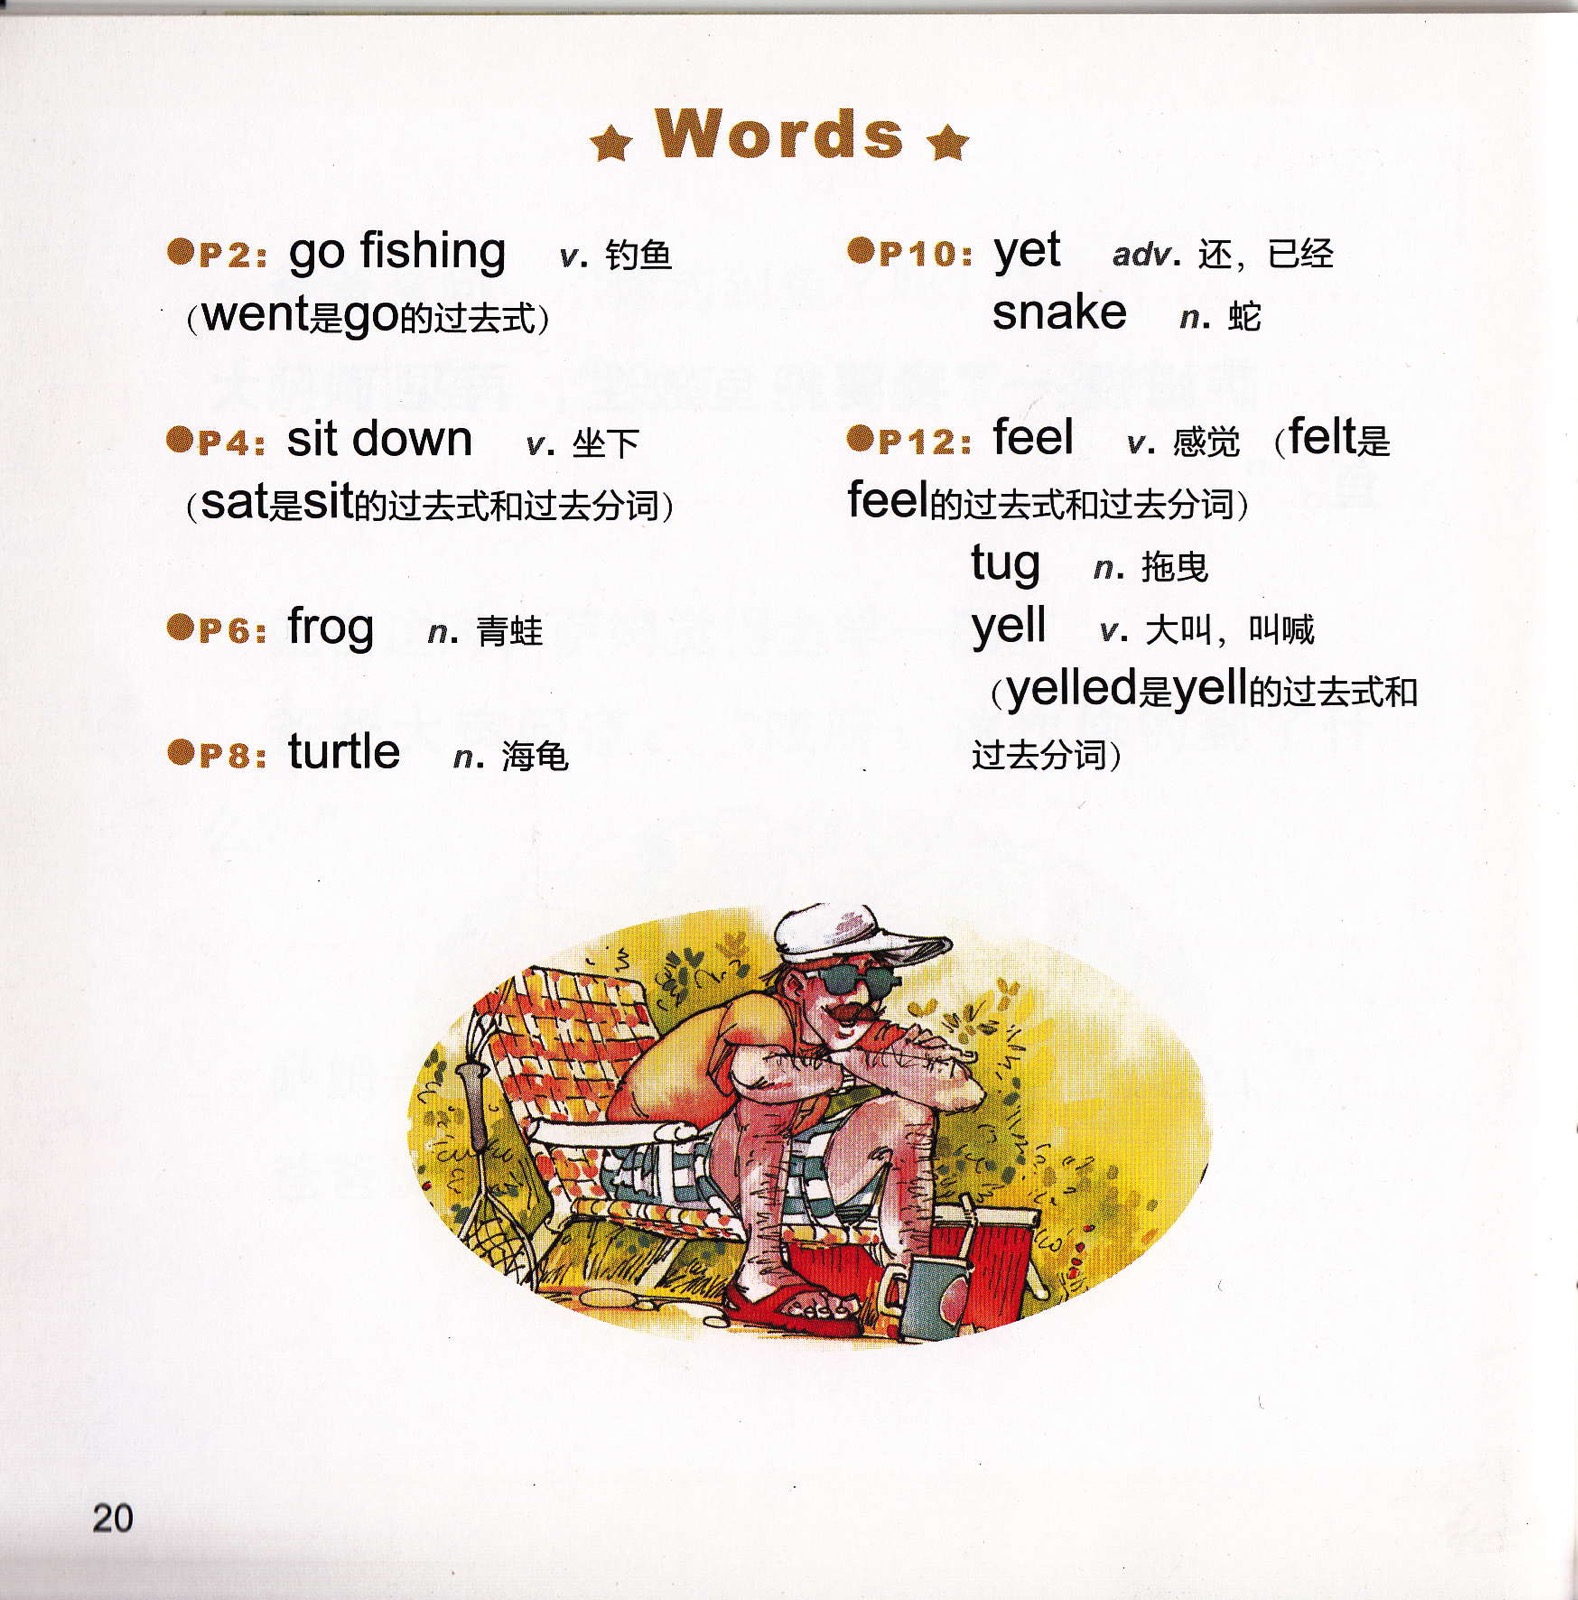 Words
P2: go fishing v. 钓鱼
（went是go的过去式）
P4: sit down v. 坐下
（sat是sit的过去式和过去分词）
P6: frog n. 青蛙
P8: turtle n. 海龟
P10: yet adv. 还，已经
snake n. 蛇
P12: feel v. 感觉 （felt是
feel的过去式和过去分词）
tug n. 拖曳
yell v. 大叫，叫喊
（yelled是yell的过去式和
过去分词）
20